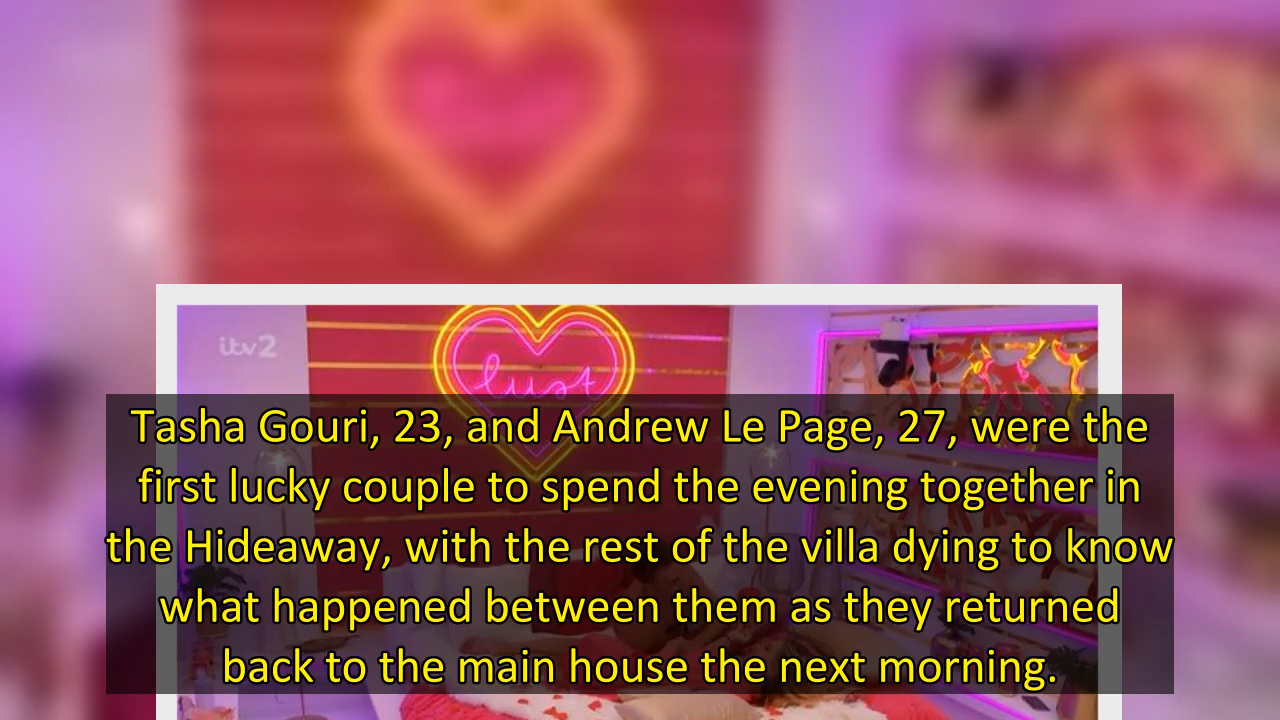 itv2
lust
Tasha Gouri, 23, and Andrew Le Page, 27, were the
first lucky couple to spend the evening together in
the Hideaway, with the rest of the villa dying to know
what happened between them as they returned
back to the main house the next morning.